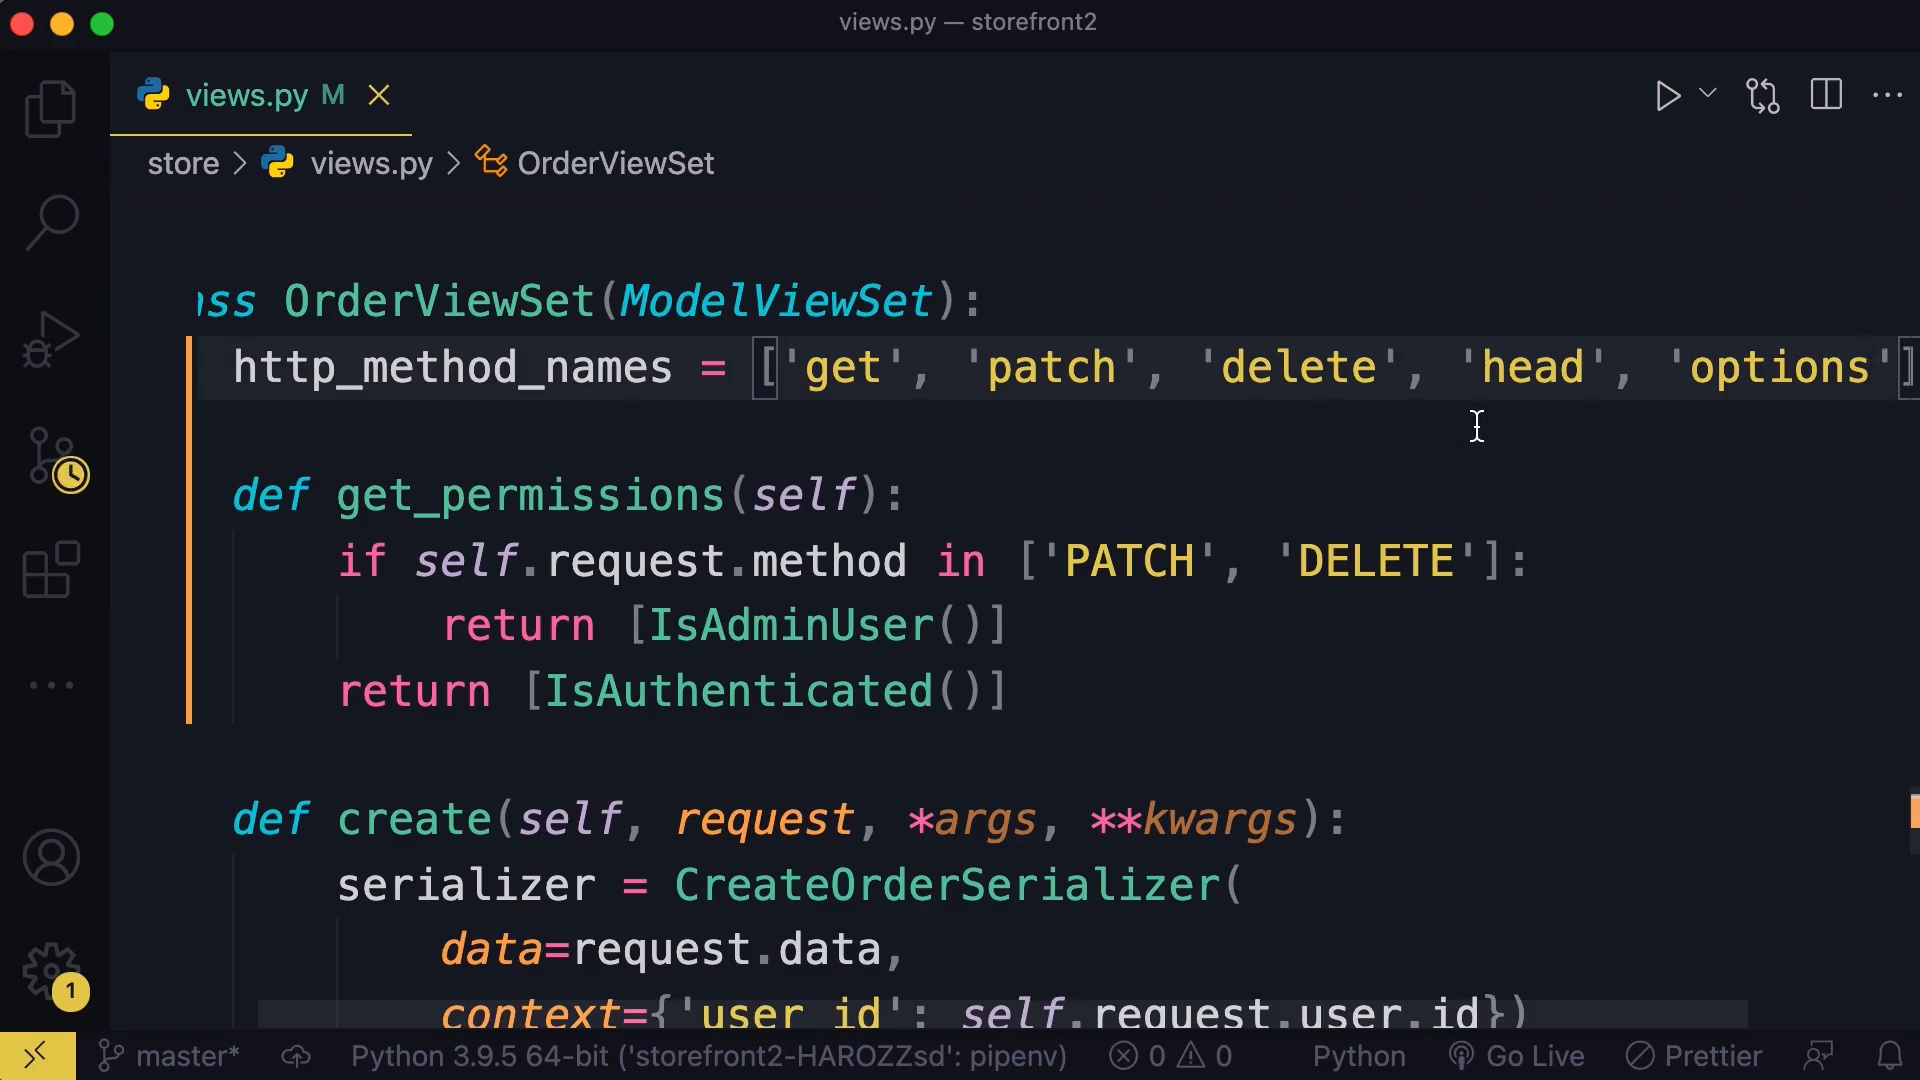 views.py — storefront2
views.py M
store > views.py > OrderViewSet
ass OrderViewSet(ModelViewSet):
http_method_names = ['get', 'patch', 'delete', 'head', 'options']
def get_permissions(self):
if self.request.method in ['PATCH', 'DELETE']:
return [IsAdminUser()]
return [IsAuthenticated()]
def create(self, request, *args, **kwargs):
serializer = CreateOrderSerializer(
data=request.data,
context={'user_id': self.request.user.id})
1
master* Python 3.9.5 64-bit ('storefront2-HAROZZsd': pipenv) 0 0 Python Go Live Prettier